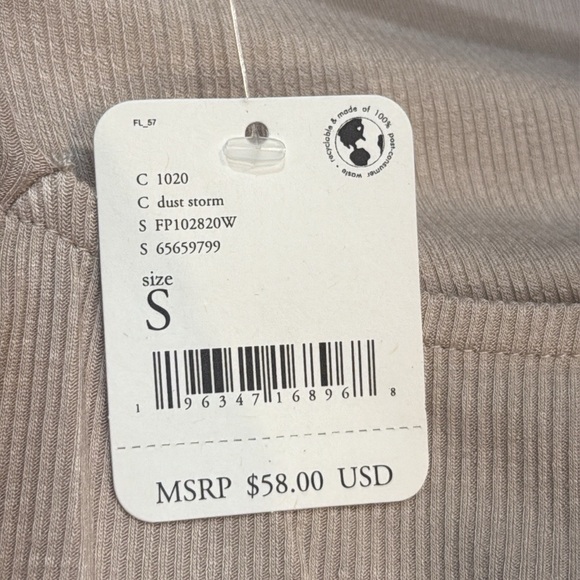 FL_57
recyclable & made of 100% post-consumer waste •
C 1020
C dust storm
S FP102820W
S 65659799
size
S
1 96347 16896 8
MSRP $58.00 USD